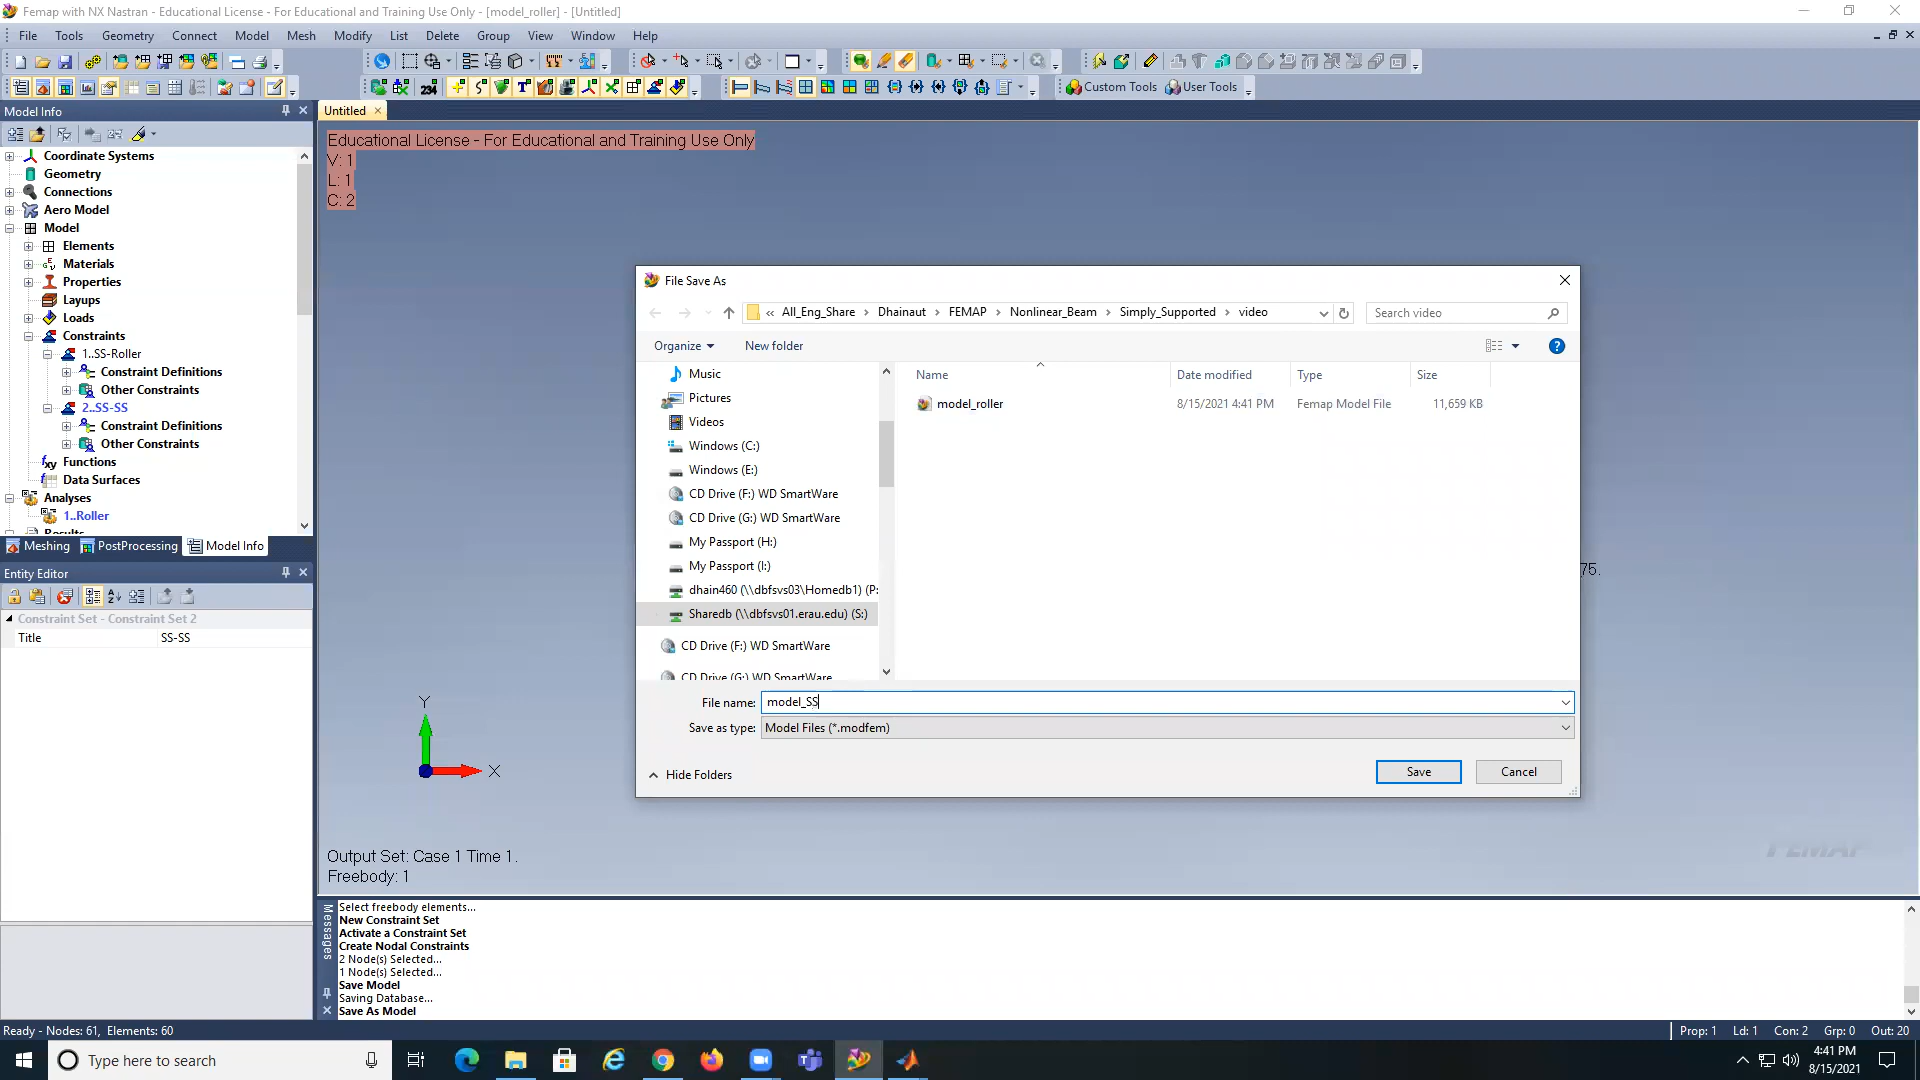 Femap with NX Nastran - Educational License - For Educational and Training Use Only - [model_roller] - [Untitled]
File Tools Geometry Connect Model Mesh Modify List Delete Group View Window Help
234 Custom Tools User Tools
Model Info
Coordinate Systems
Geometry
Connections
Aero Model
Model
Elements
Materials
Properties
Layups
Loads
Constraints
1..SS-Roller
Constraint Definitions
Other Constraints
2..SS-SS
Constraint Definitions
Other Constraints
Functions
Data Surfaces
Analyses
1..Roller
Meshing PostProcessing Model Info
Entity Editor
Constraint Set - Constraint Set 2
Title SS-SS
Untitled
Educational License - For Educational and Training Use Only
V: 1
L: 1
C: 2
75.
Y
X
Output Set: Case 1 Time 1.
Freebody: 1
FEMAP
File Save As
« All_Eng_Share > Dhainaut > FEMAP > Nonlinear_Beam > Simply_Supported > video
Search video
Organize New folder
Music
Pictures
Videos
Windows (C:)
Windows (E:)
CD Drive (F:) WD SmartWare
CD Drive (G:) WD SmartWare
My Passport (H:)
My Passport (I:)
dhain460 (\\dbfsvs03\Homedb1) (P:
Sharedb (\\dbfsvs01.erau.edu) (S:)
CD Drive (F:) WD SmartWare
CD Drive (G:) WD SmartWare
Name Date modified Type Size
model_roller 8/15/2021 4:41 PM Femap Model File 11,659 KB
File name: model_SS
Save as type: Model Files (*.modfem)
Hide Folders Save Cancel
Messages
Select freebody elements...
New Constraint Set
Activate a Constraint Set
Create Nodal Constraints
2 Node(s) Selected...
1 Node(s) Selected...
Save Model
Saving Database...
Save As Model
Ready - Nodes: 61, Elements: 60 Prop: 1 Ld: 1 Con: 2 Grp: 0 Out: 20
Type here to search
4:41 PM
8/15/2021